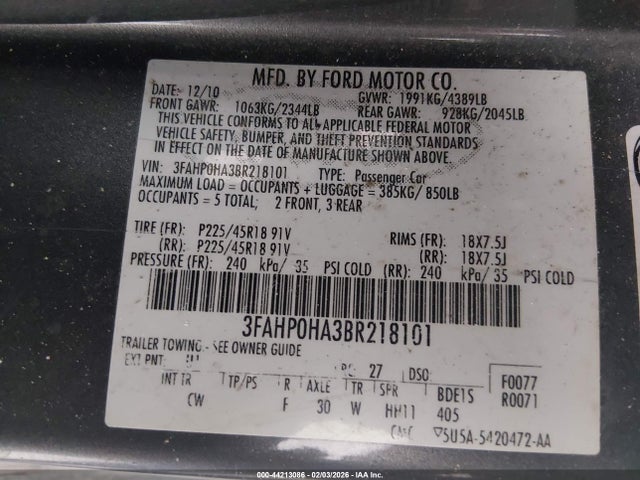 MFD. BY FORD MOTOR CO.
DATE: 12/10 GVWR: 1991KG/4389LB
FRONT GAWR: 1063KG/2344LB REAR GAWR: 928KG/2045LB
THIS VEHICLE CONFORMS TO ALL APPLICABLE FEDERAL MOTOR
VEHICLE SAFETY, BUMPER, AND THEFT PREVENTION STANDARDS
IN EFFECT ON THE DATE OF MANUFACTURE SHOWN ABOVE.
VIN: 3FAHP0HA3BR218101 TYPE: Passenger Car
MAXIMUM LOAD = OCCUPANTS + LUGGAGE = 385KG/ 850LB
OCCUPANTS = 5 TOTAL; 2 FRONT, 3 REAR
TIRE (FR): P225/45R18 91V RIMS (FR): 18X7.5J
(RR): P225/45R18 91V (RR): 18X7.5J
PRESSURE (FR): 240 kPa/ 35 PSI COLD (RR): 240 kPa/ 35 PSI COLD
3FAHP0HA3BR218101
TRAILER TOWING - SEE OWNER GUIDE
EXT PNT: RC: 27 DSO F0077
INT TR TP/PS R AXLE TR SPR BDE1S R0071
CW F 30 W HH11 405
5U5A-5420472-AA
000-44213086 - 02/03/2026 - Copyright © 2026 - IAA Inc.